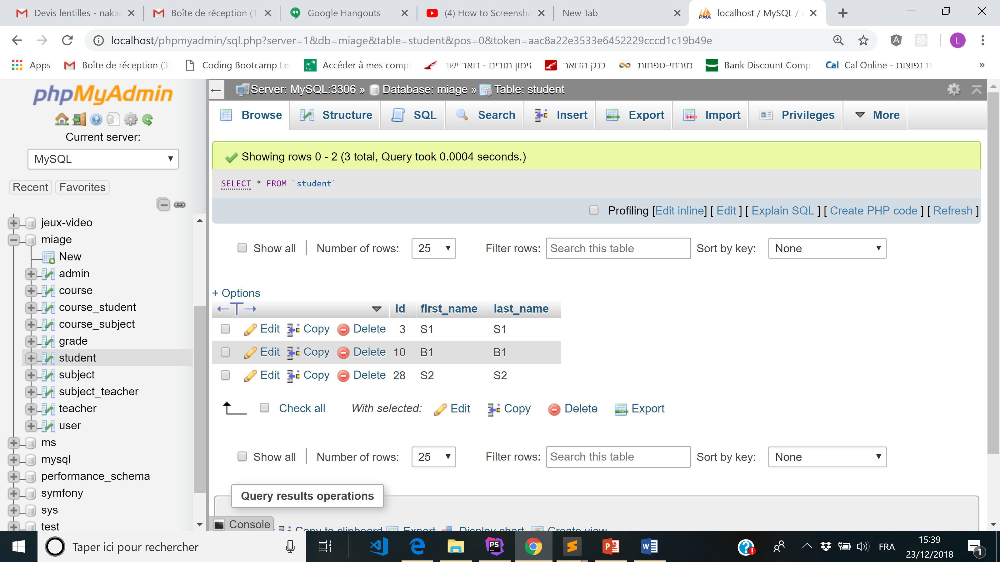 Devis lentilles - naka
Boîte de réception (1
Google Hangouts
(4) How to Screensha
New Tab
localhost / MySQL /
localhost/phpmyadmin/sql.php?server=1&db=miage&table=student&pos=0&token=aac8a22e3533e6452229cccd1c19b49e
L
Apps
Boîte de réception (3)
Coding Bootcamp Le
Accéder à mes compt
זימון תורים - דואר ישר
בנק הדואר
מזרחי-טפחות
Bank Discount Comp
Cal Cal Online - ת נפוצות
»
phpMyAdmin
Current server:
MySQL
Recent Favorites
jeux-video
miage
New
admin
course
course_student
course_subject
grade
student
subject
subject_teacher
teacher
user
ms
mysql
performance_schema
symfony
sys
test
Server: MySQL:3306 » Database: miage » Table: student
Browse Structure SQL Search Insert Export Import Privileges More
Showing rows 0 - 2 (3 total, Query took 0.0004 seconds.)
SELECT * FROM `student`
Profiling [Edit inline] [ Edit ] [ Explain SQL ] [ Create PHP code ] [ Refresh ]
Show all | Number of rows: 25 Filter rows: Search this table Sort by key: None
+ Options
←T→ id first_name last_name
Edit Copy Delete 3 S1 S1
Edit Copy Delete 10 B1 B1
Edit Copy Delete 28 S2 S2
Check all With selected: Edit Copy Delete Export
Show all | Number of rows: 25 Filter rows: Search this table Sort by key: None
Query results operations
Console
Copy to clipboard Export Display chart Create view
Taper ici pour rechercher
FRA
15:39
23/12/2018
1